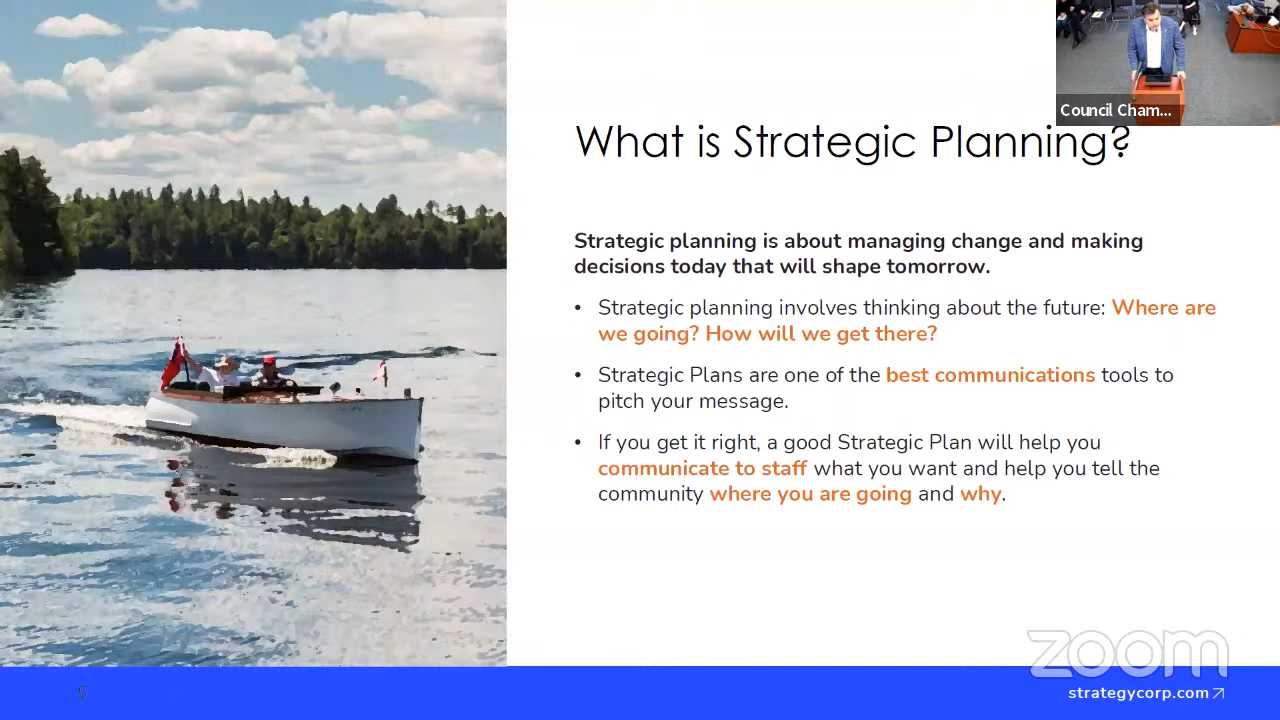 Council Cham...
What is Strategic Planning?
Strategic planning is about managing change and making
decisions today that will shape tomorrow.
• Strategic planning involves thinking about the future: Where are
we going? How will we get there?
• Strategic Plans are one of the best communications tools to
pitch your message.
• If you get it right, a good Strategic Plan will help you
communicate to staff what you want and help you tell the
community where you are going and why.
zoom
5
strategycorp.com